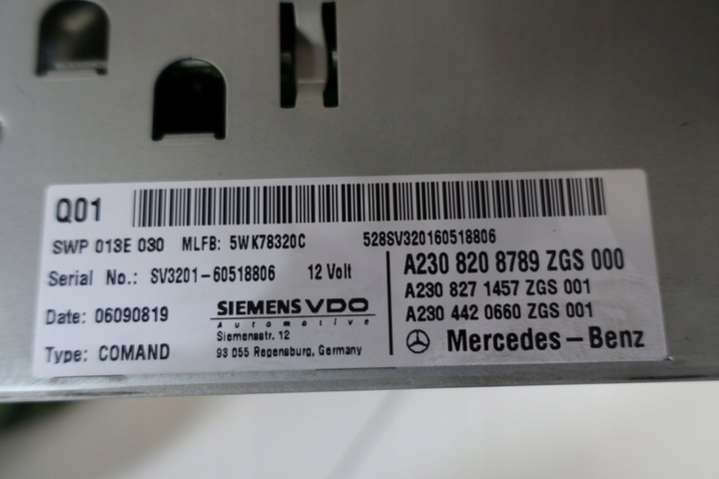 Q01
SWP 013E 030 MLFB: 5WK78320C 528SV320160518806
Serial No.: SV3201-60518806 12 Volt
Date: 06090819
Type: COMAND
SIEMENS VDO
Automotive
Siemensstr. 12
93 055 Regensburg, Germany
A230 820 8789 ZGS 000
A230 827 1457 ZGS 001
A230 442 0660 ZGS 001
Mercedes-Benz